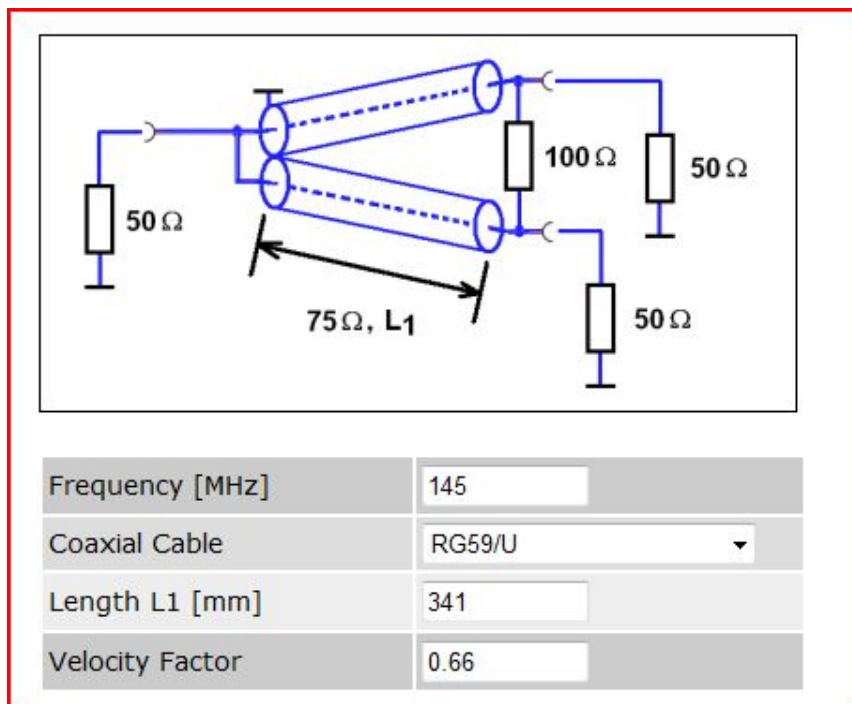 100 Ω
50 Ω
50 Ω
75 Ω, L1
50 Ω
Frequency [MHz] 145
Coaxial Cable RG59/U
Length L1 [mm] 341
Velocity Factor 0.66